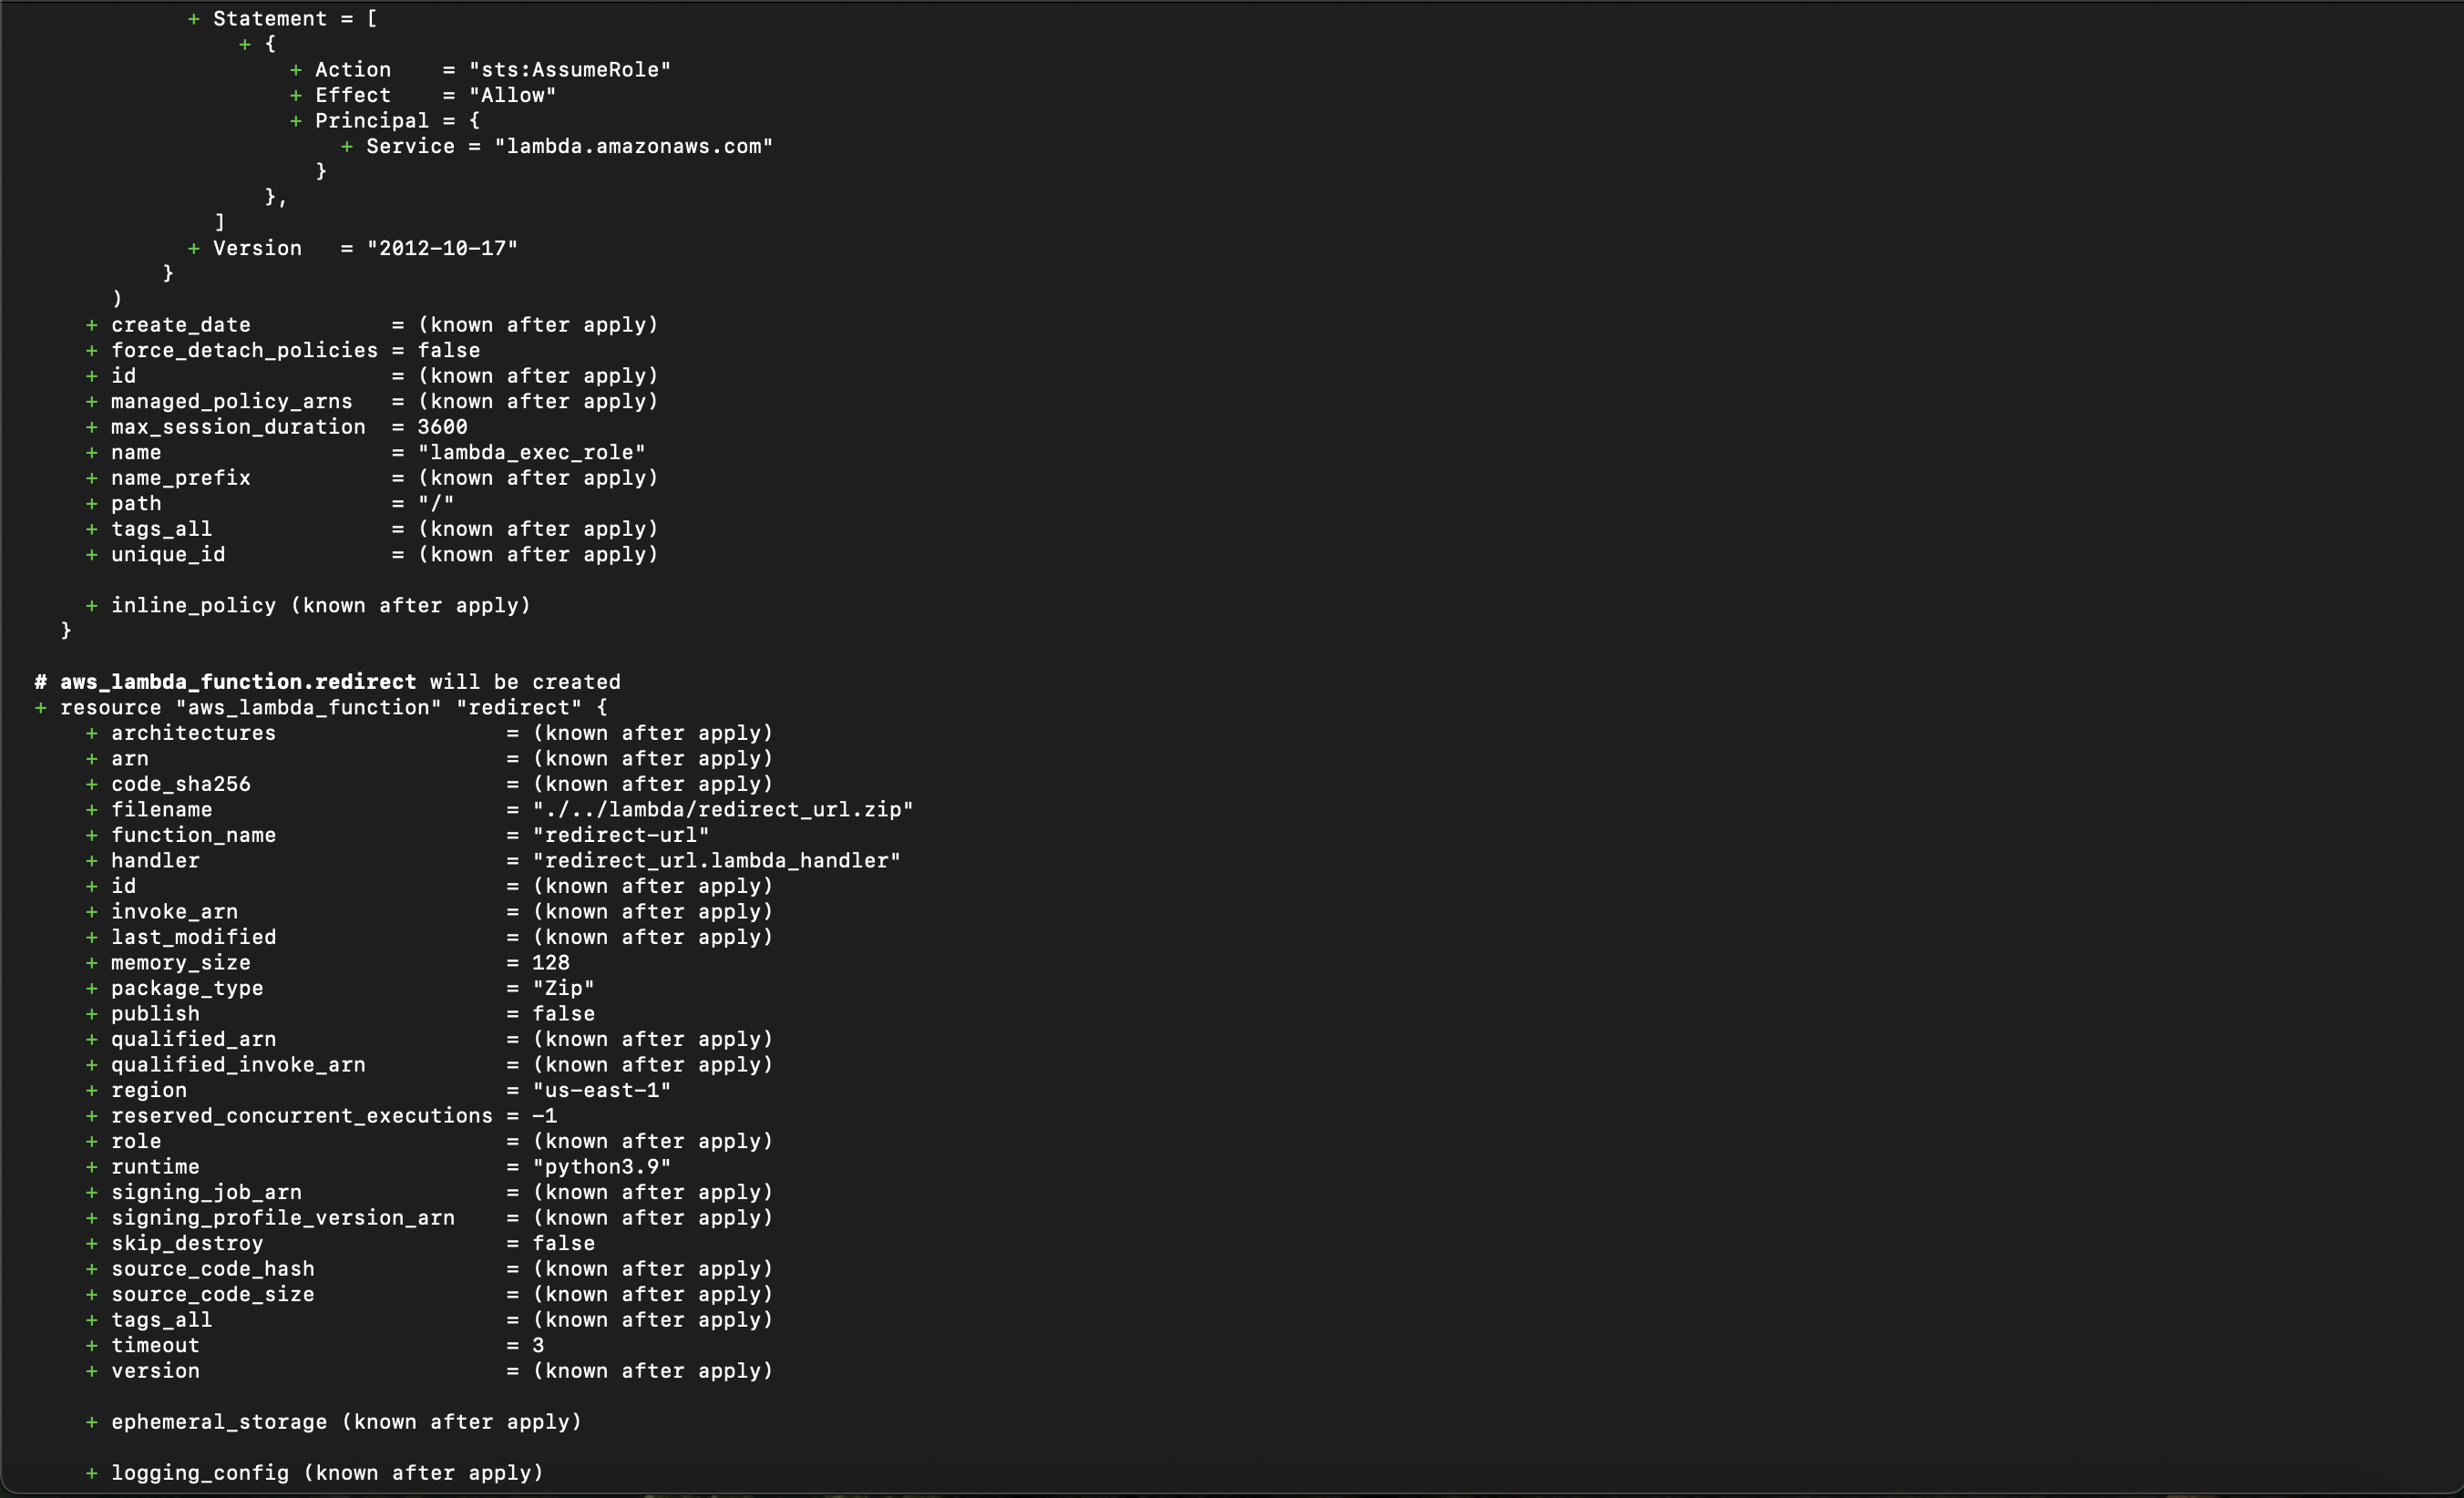 + Statement = [
+ {
+ Action    = "sts:AssumeRole"
+ Effect    = "Allow"
+ Principal = {
+ Service = "lambda.amazonaws.com"
}
},
]
+ Version   = "2012-10-17"
}
)
+ create_date           = (known after apply)
+ force_detach_policies = false
+ id                    = (known after apply)
+ managed_policy_arns   = (known after apply)
+ max_session_duration  = 3600
+ name                  = "lambda_exec_role"
+ name_prefix           = (known after apply)
+ path                  = "/"
+ tags_all              = (known after apply)
+ unique_id             = (known after apply)
+ inline_policy (known after apply)
}
# aws_lambda_function.redirect will be created
+ resource "aws_lambda_function" "redirect" {
+ architectures                  = (known after apply)
+ arn                            = (known after apply)
+ code_sha256                    = (known after apply)
+ filename                       = "./../lambda/redirect_url.zip"
+ function_name                  = "redirect-url"
+ handler                        = "redirect_url.lambda_handler"
+ id                             = (known after apply)
+ invoke_arn                     = (known after apply)
+ last_modified                  = (known after apply)
+ memory_size                    = 128
+ package_type                   = "Zip"
+ publish                        = false
+ qualified_arn                  = (known after apply)
+ qualified_invoke_arn           = (known after apply)
+ region                         = "us-east-1"
+ reserved_concurrent_executions = -1
+ role                           = (known after apply)
+ runtime                        = "python3.9"
+ signing_job_arn                = (known after apply)
+ signing_profile_version_arn    = (known after apply)
+ skip_destroy                   = false
+ source_code_hash               = (known after apply)
+ source_code_size               = (known after apply)
+ tags_all                       = (known after apply)
+ timeout                        = 3
+ version                        = (known after apply)
+ ephemeral_storage (known after apply)
+ logging_config (known after apply)